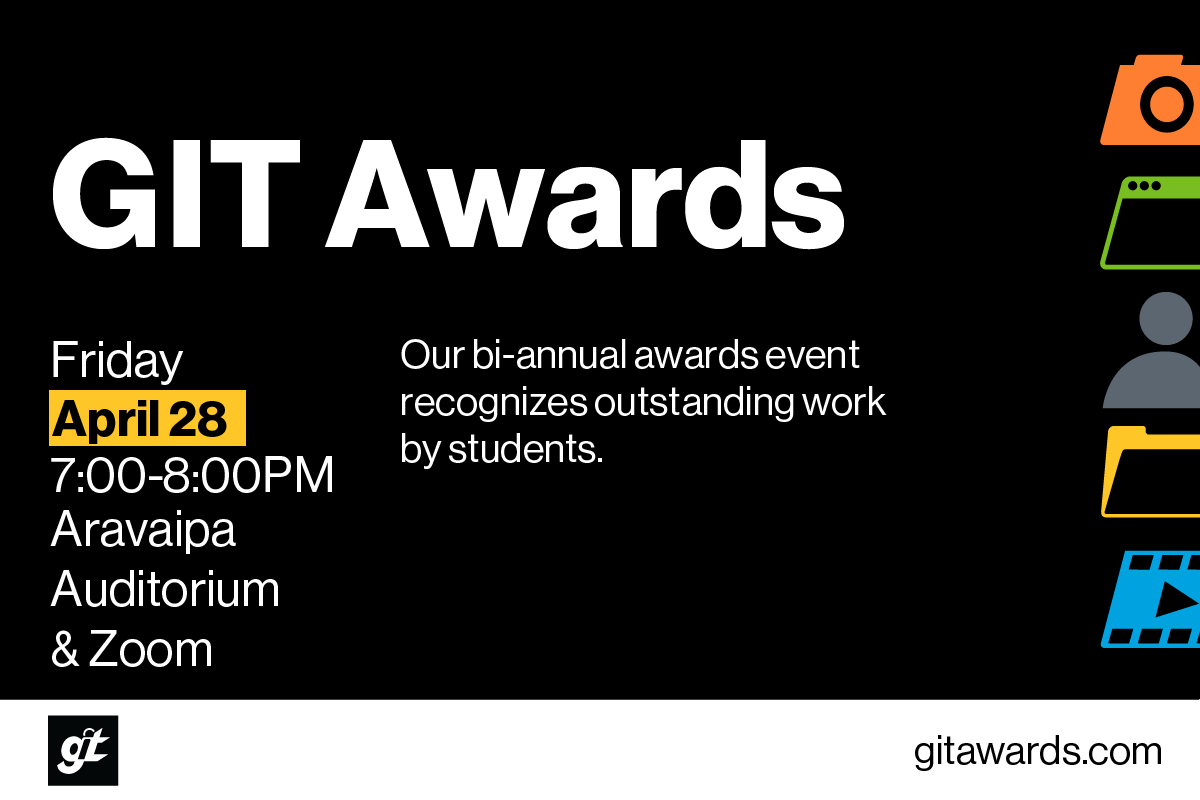 GIT Awards
Friday
April 28
7:00-8:00PM
Aravaipa
Auditorium
& Zoom
Our bi-annual awards event
recognizes outstanding work
by students.
git
gitawards.com